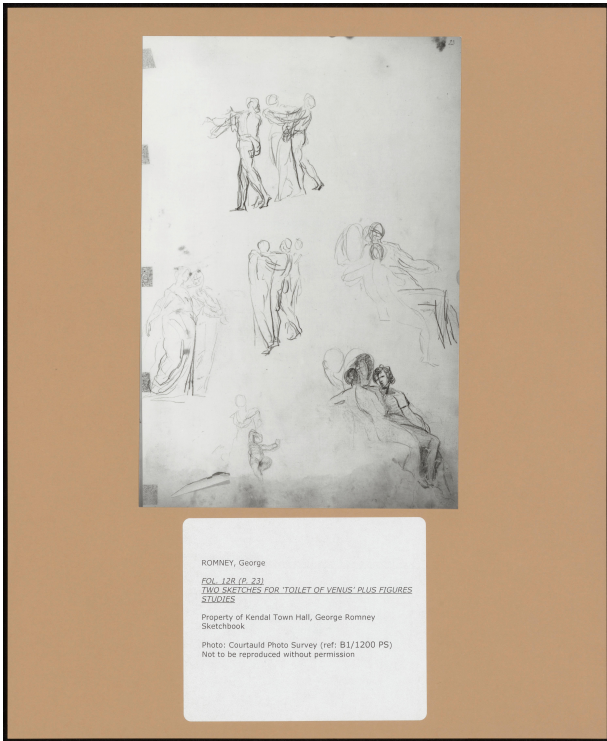 23
ROMNEY, George
FOL. 12R (P. 23)
TWO SKETCHES FOR 'TOILET OF VENUS' PLUS FIGURES
STUDIES
Property of Kendal Town Hall, George Romney
Sketchbook
Photo: Courtauld Photo Survey (ref: B1/1200 PS)
Not to be reproduced without permission